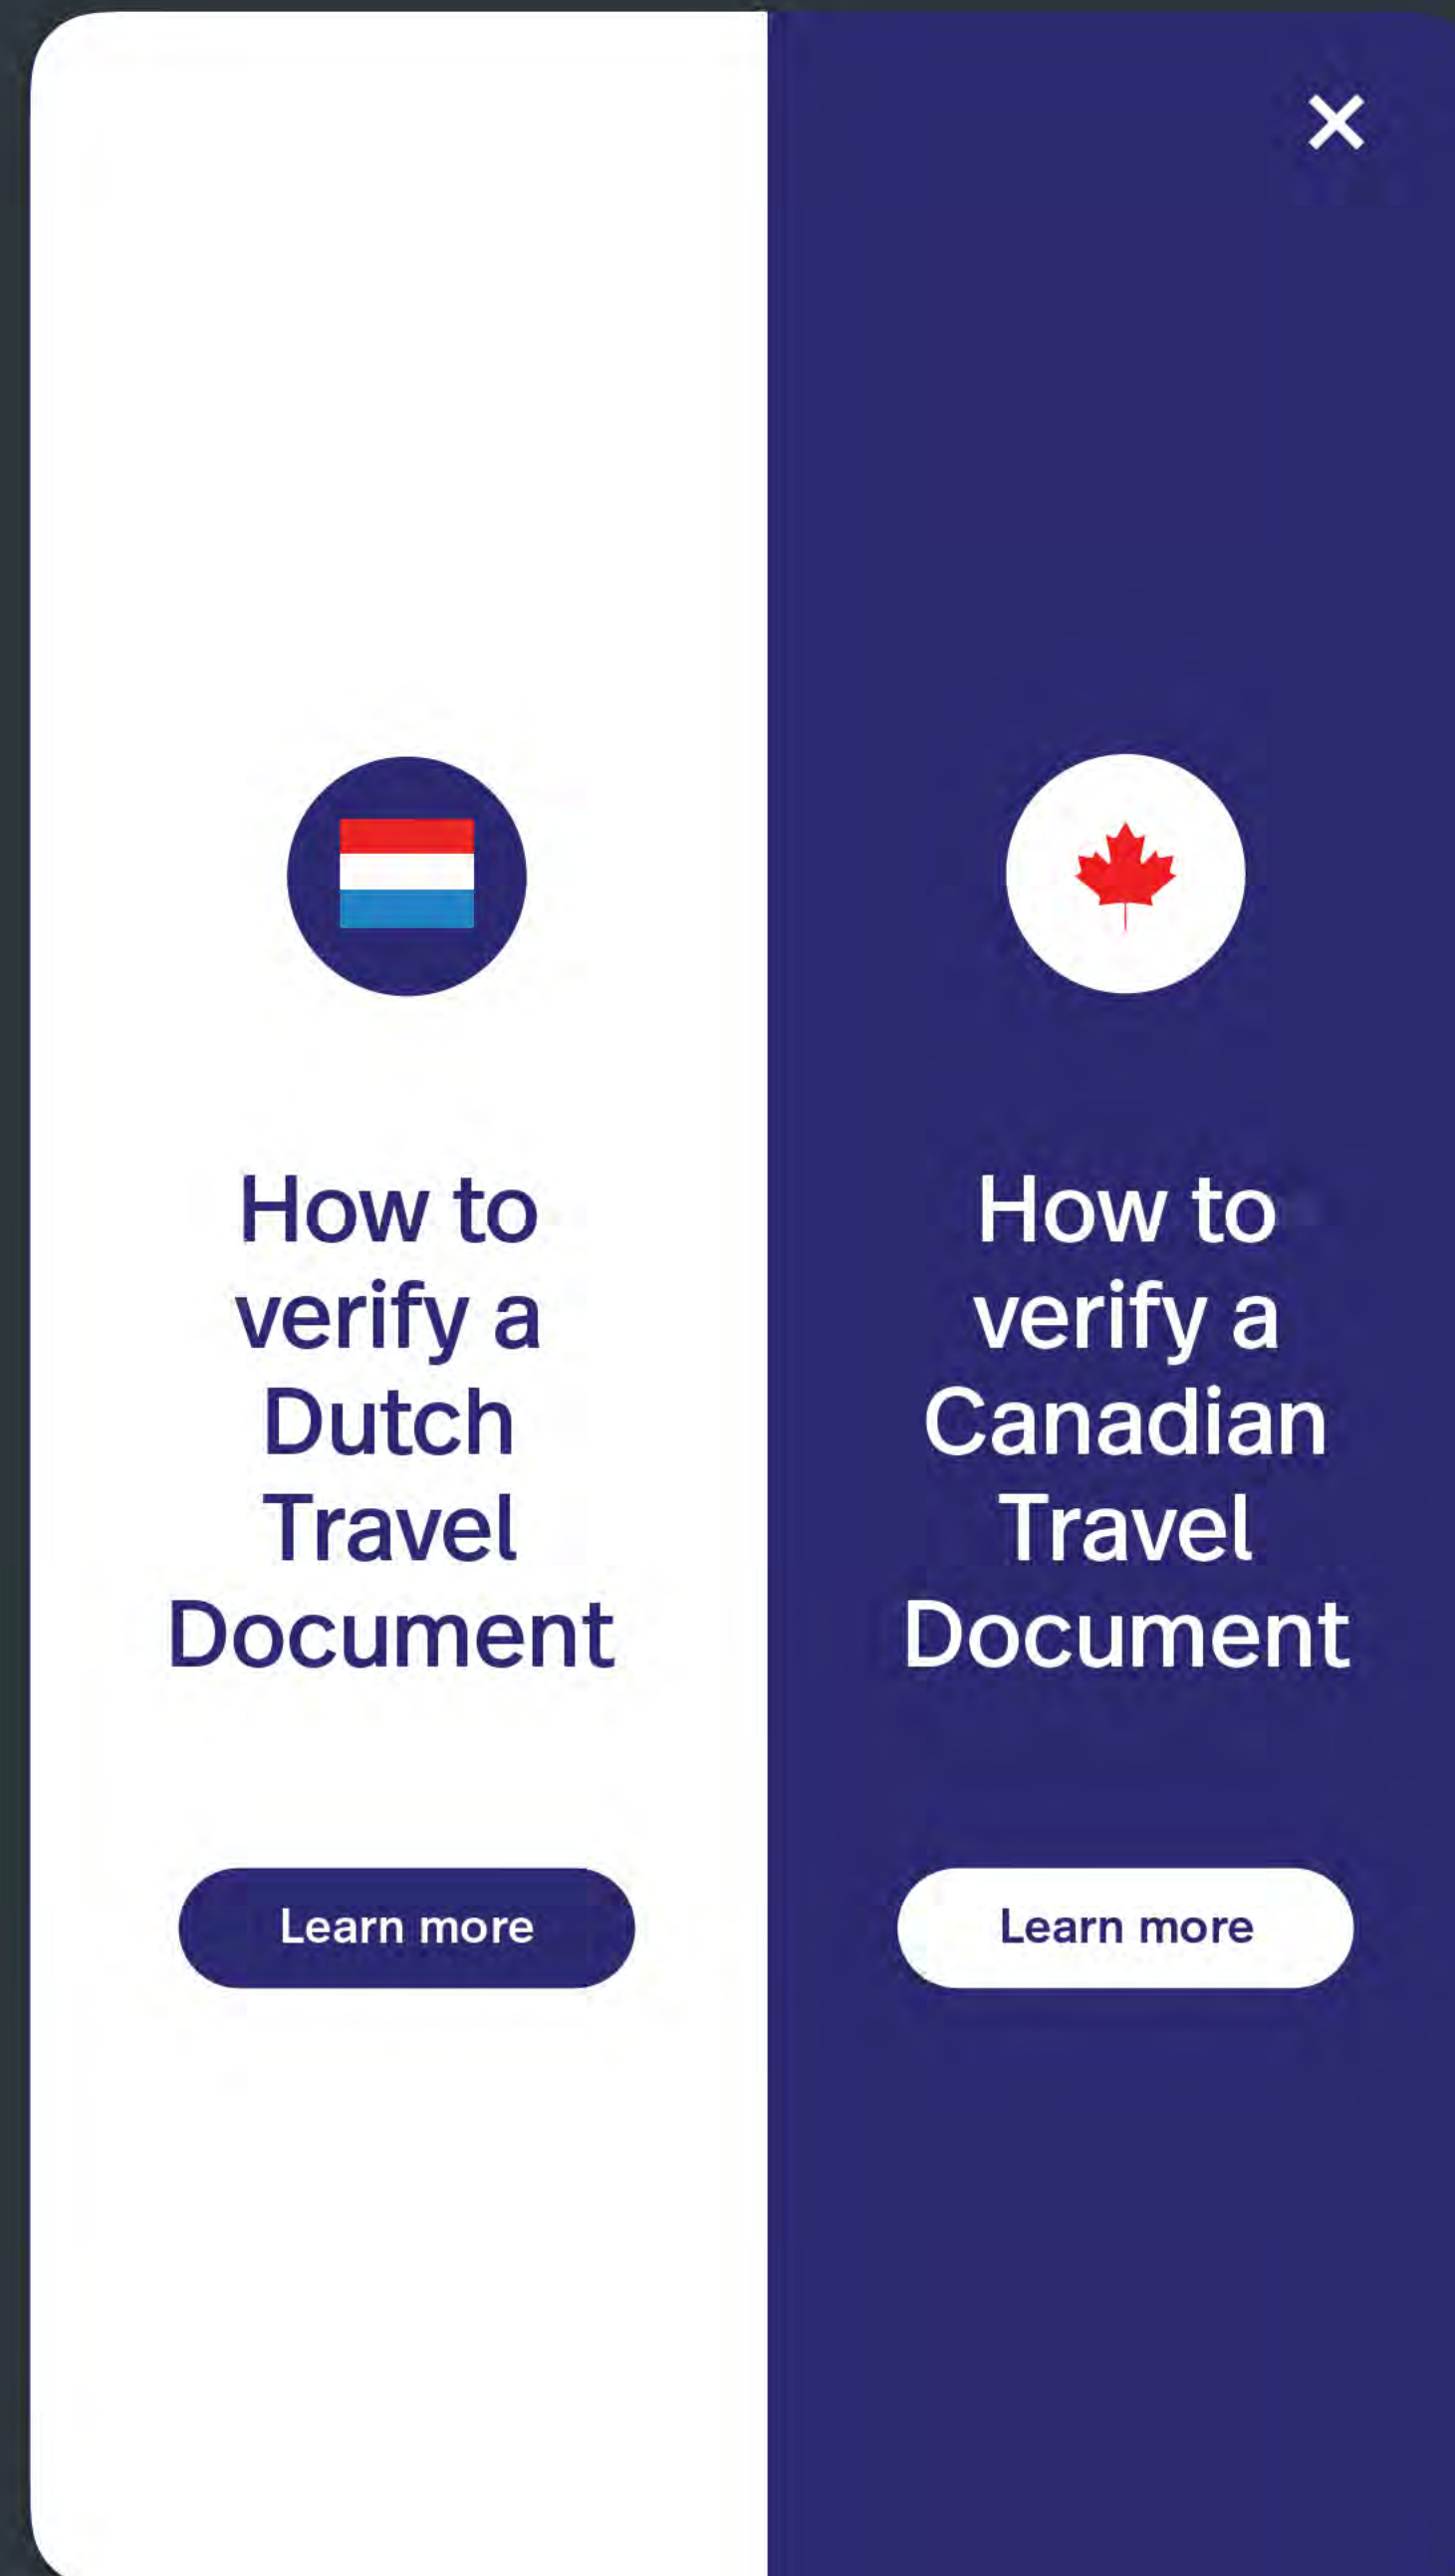 How to
verify a
Dutch
Travel
Document
Learn more
How to
verify a
Canadian
Travel
Document
Learn more